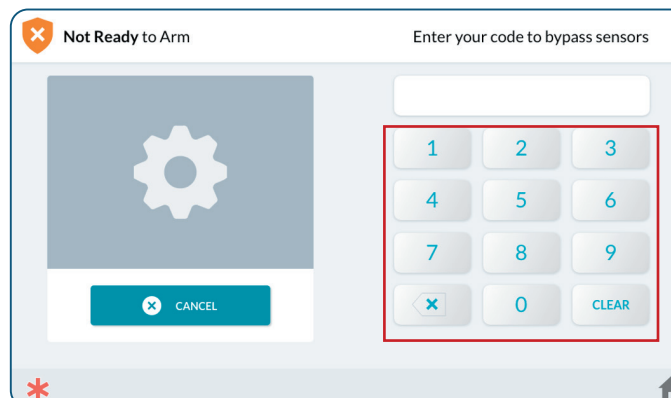 Not Ready to Arm
Enter your code to bypass sensors
1 2 3
4 5 6
7 8 9
0 CLEAR
CANCEL